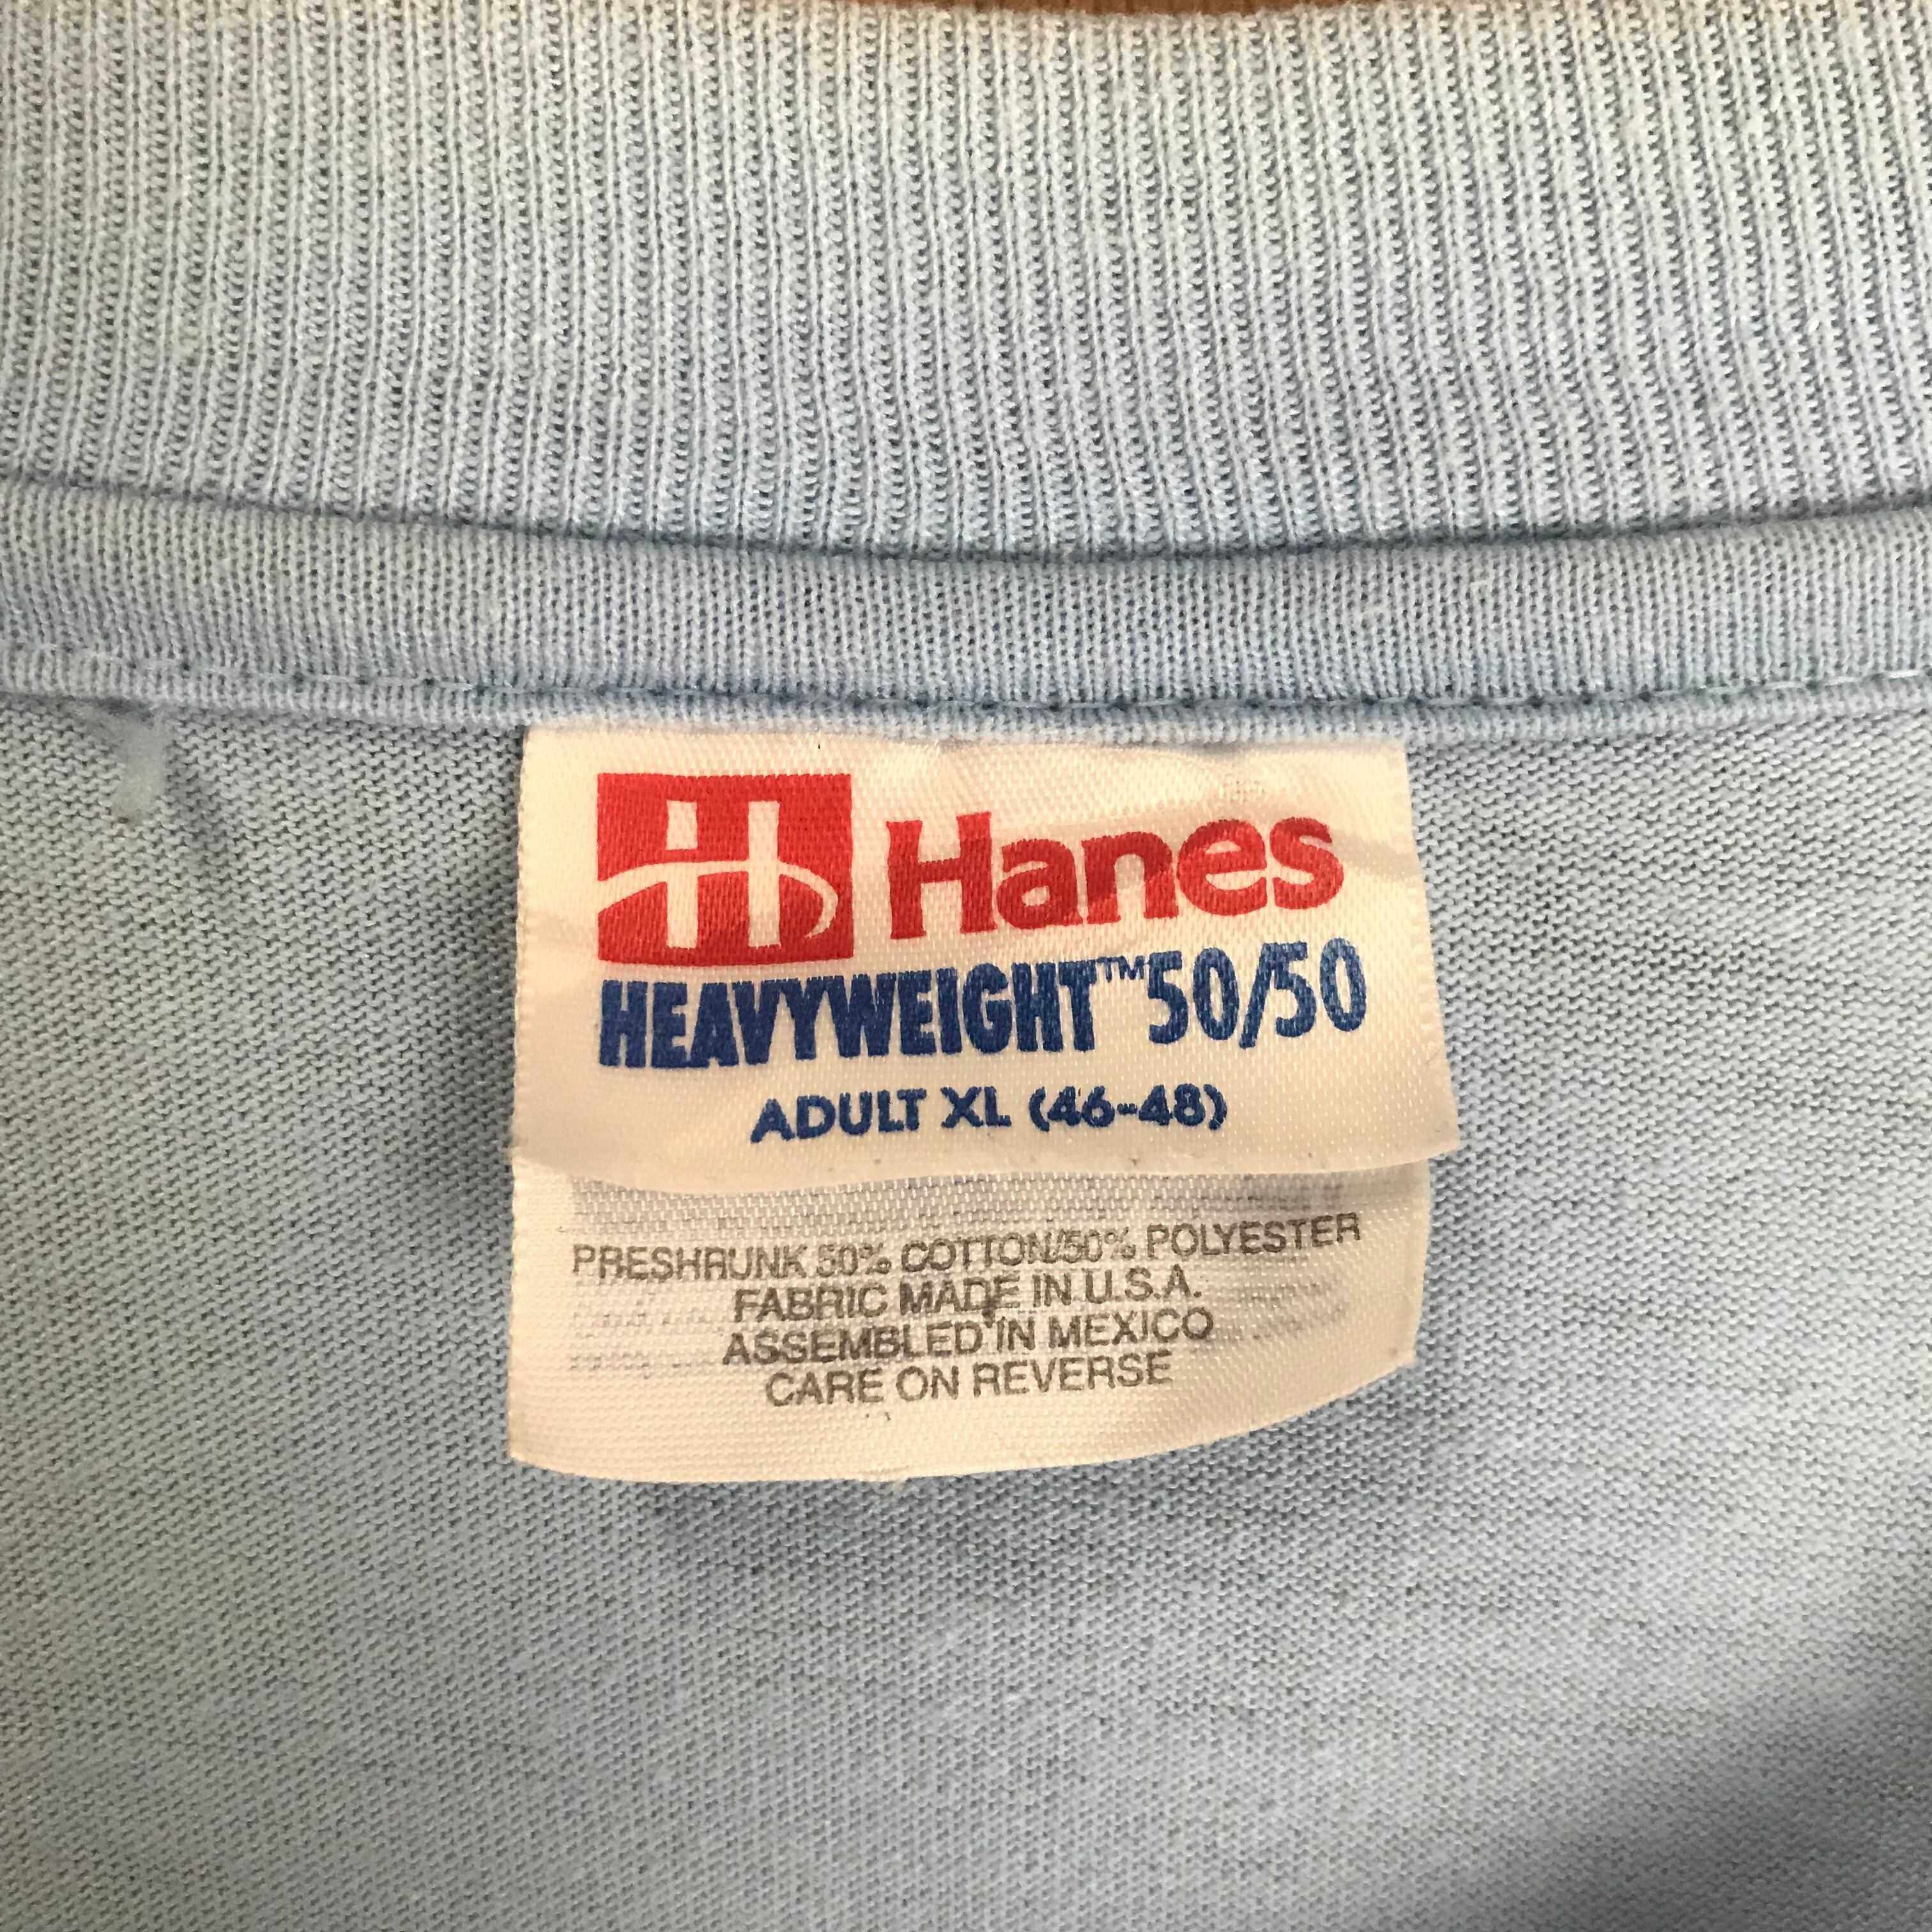 Hanes
HEAVYWEIGHT™ 50/50
ADULT XL (46-48)
PRESHRUNK 50% COTTON/50% POLYESTER
FABRIC MADE IN U.S.A.
ASSEMBLED IN MEXICO
CARE ON REVERSE